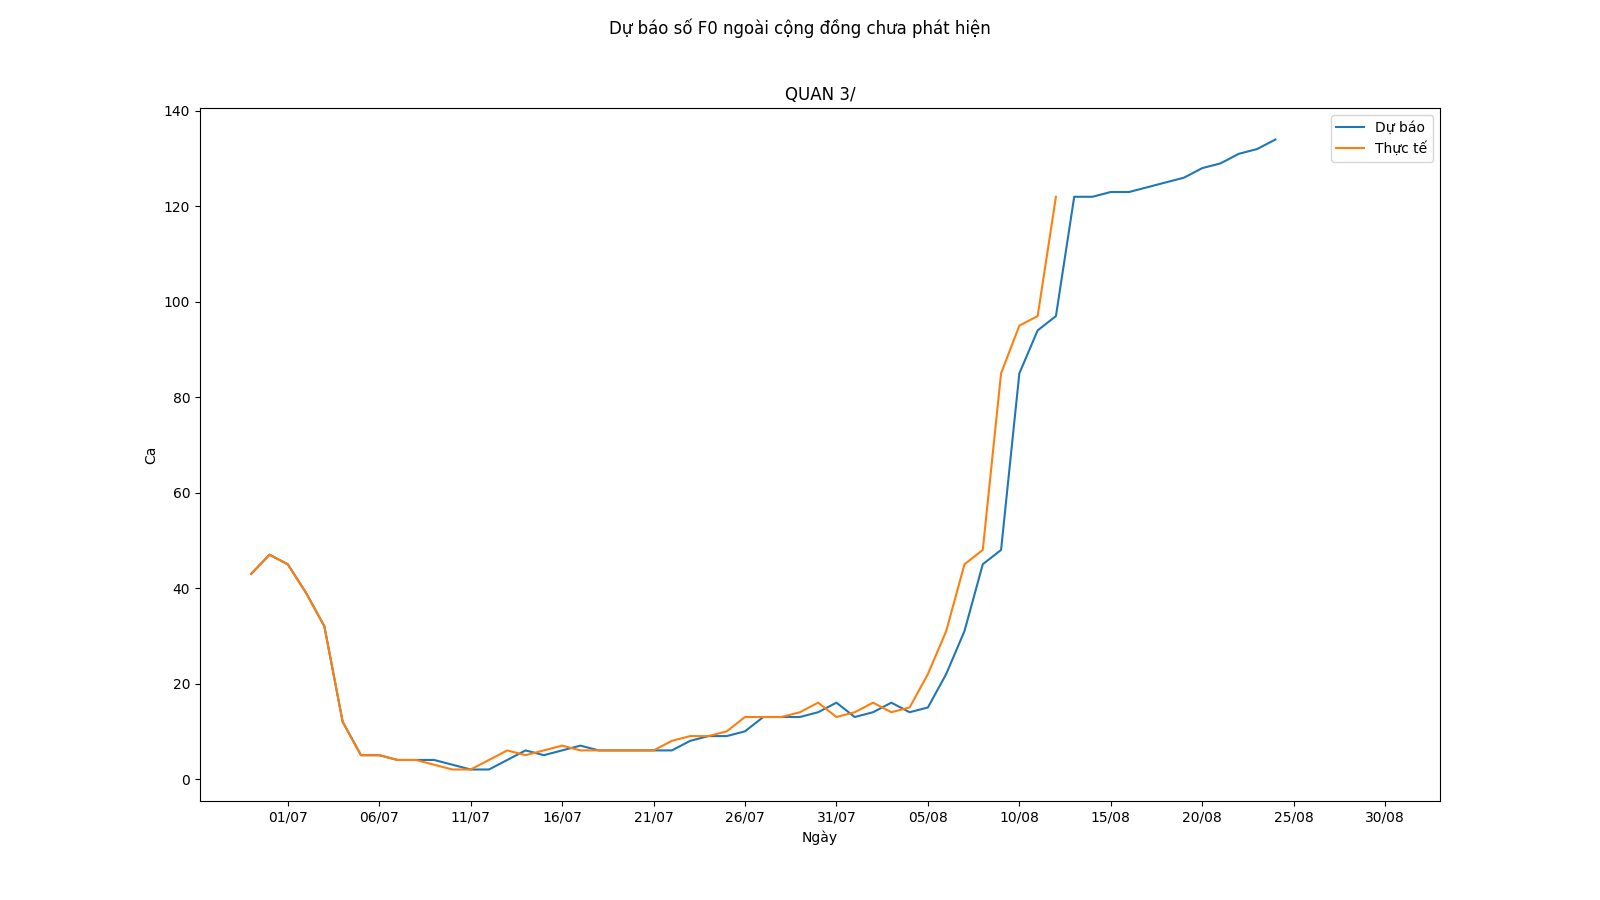 Dự báo số F0 ngoài cộng đồng chưa phát hiện
QUAN 3/
Dự báo
Thực tế
Ca
140
120
100
80
60
40
20
0
01/07 06/07 11/07 16/07 21/07 26/07 31/07 05/08 10/08 15/08 20/08 25/08 30/08
Ngày